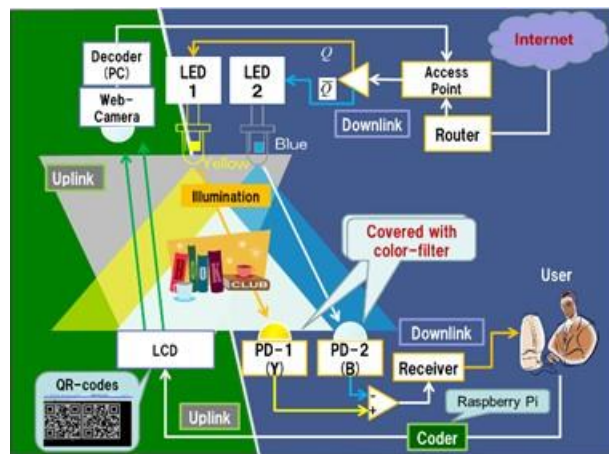 Decoder
(PC)
Web-
Camera
LED
1
LED
2
Q
Q
Access
Point
Internet
Downlink
Router
Yellow
Blue
Uplink
Illumination
Covered with
color-filter
CLUB
User
LCD
PD-1
(Y)
PD-2
(B)
Downlink
Receiver
QR-codes
-
+
Raspberry Pi
Uplink
Coder